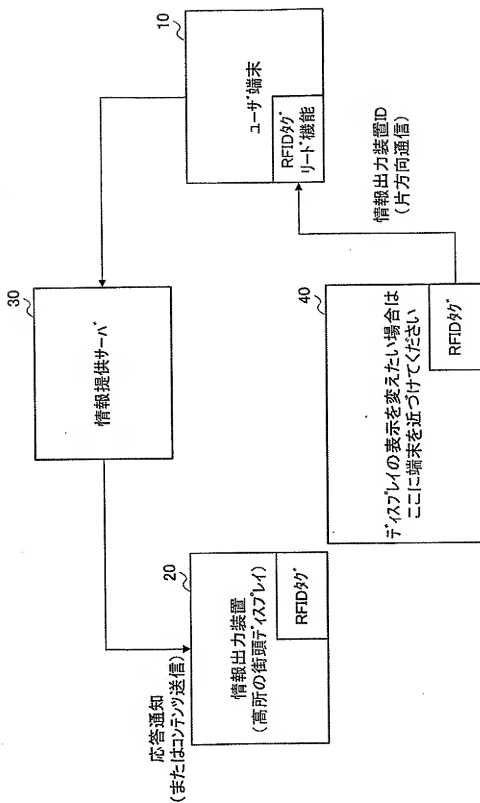 30
情報提供サーバ
10
ユーザ端末
RFIDタグ
リード機能
応答通知
(またはコンテンツ送信)
20
情報出力装置
(高所の街頭ディスプレイ)
RFIDタグ
40
ディスプレイの表示を変えたい場合は
ここに端末を近づけてください
RFIDタグ
情報出力装置ID
(片方向通信)